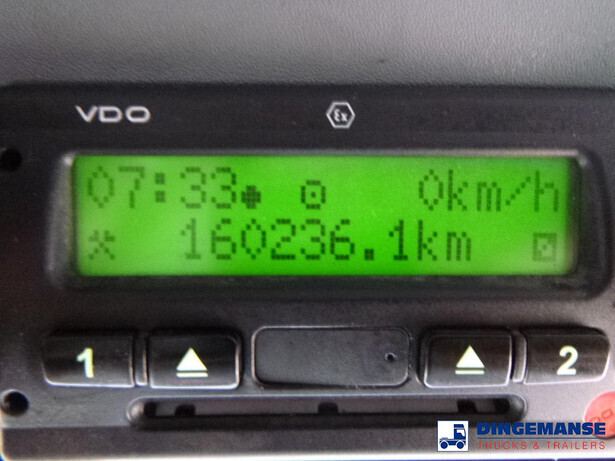 VDO
Ex
07:33 0km/h
160236.1km
1
2
DINGEMANSE
TRUCKS & TRAILERS